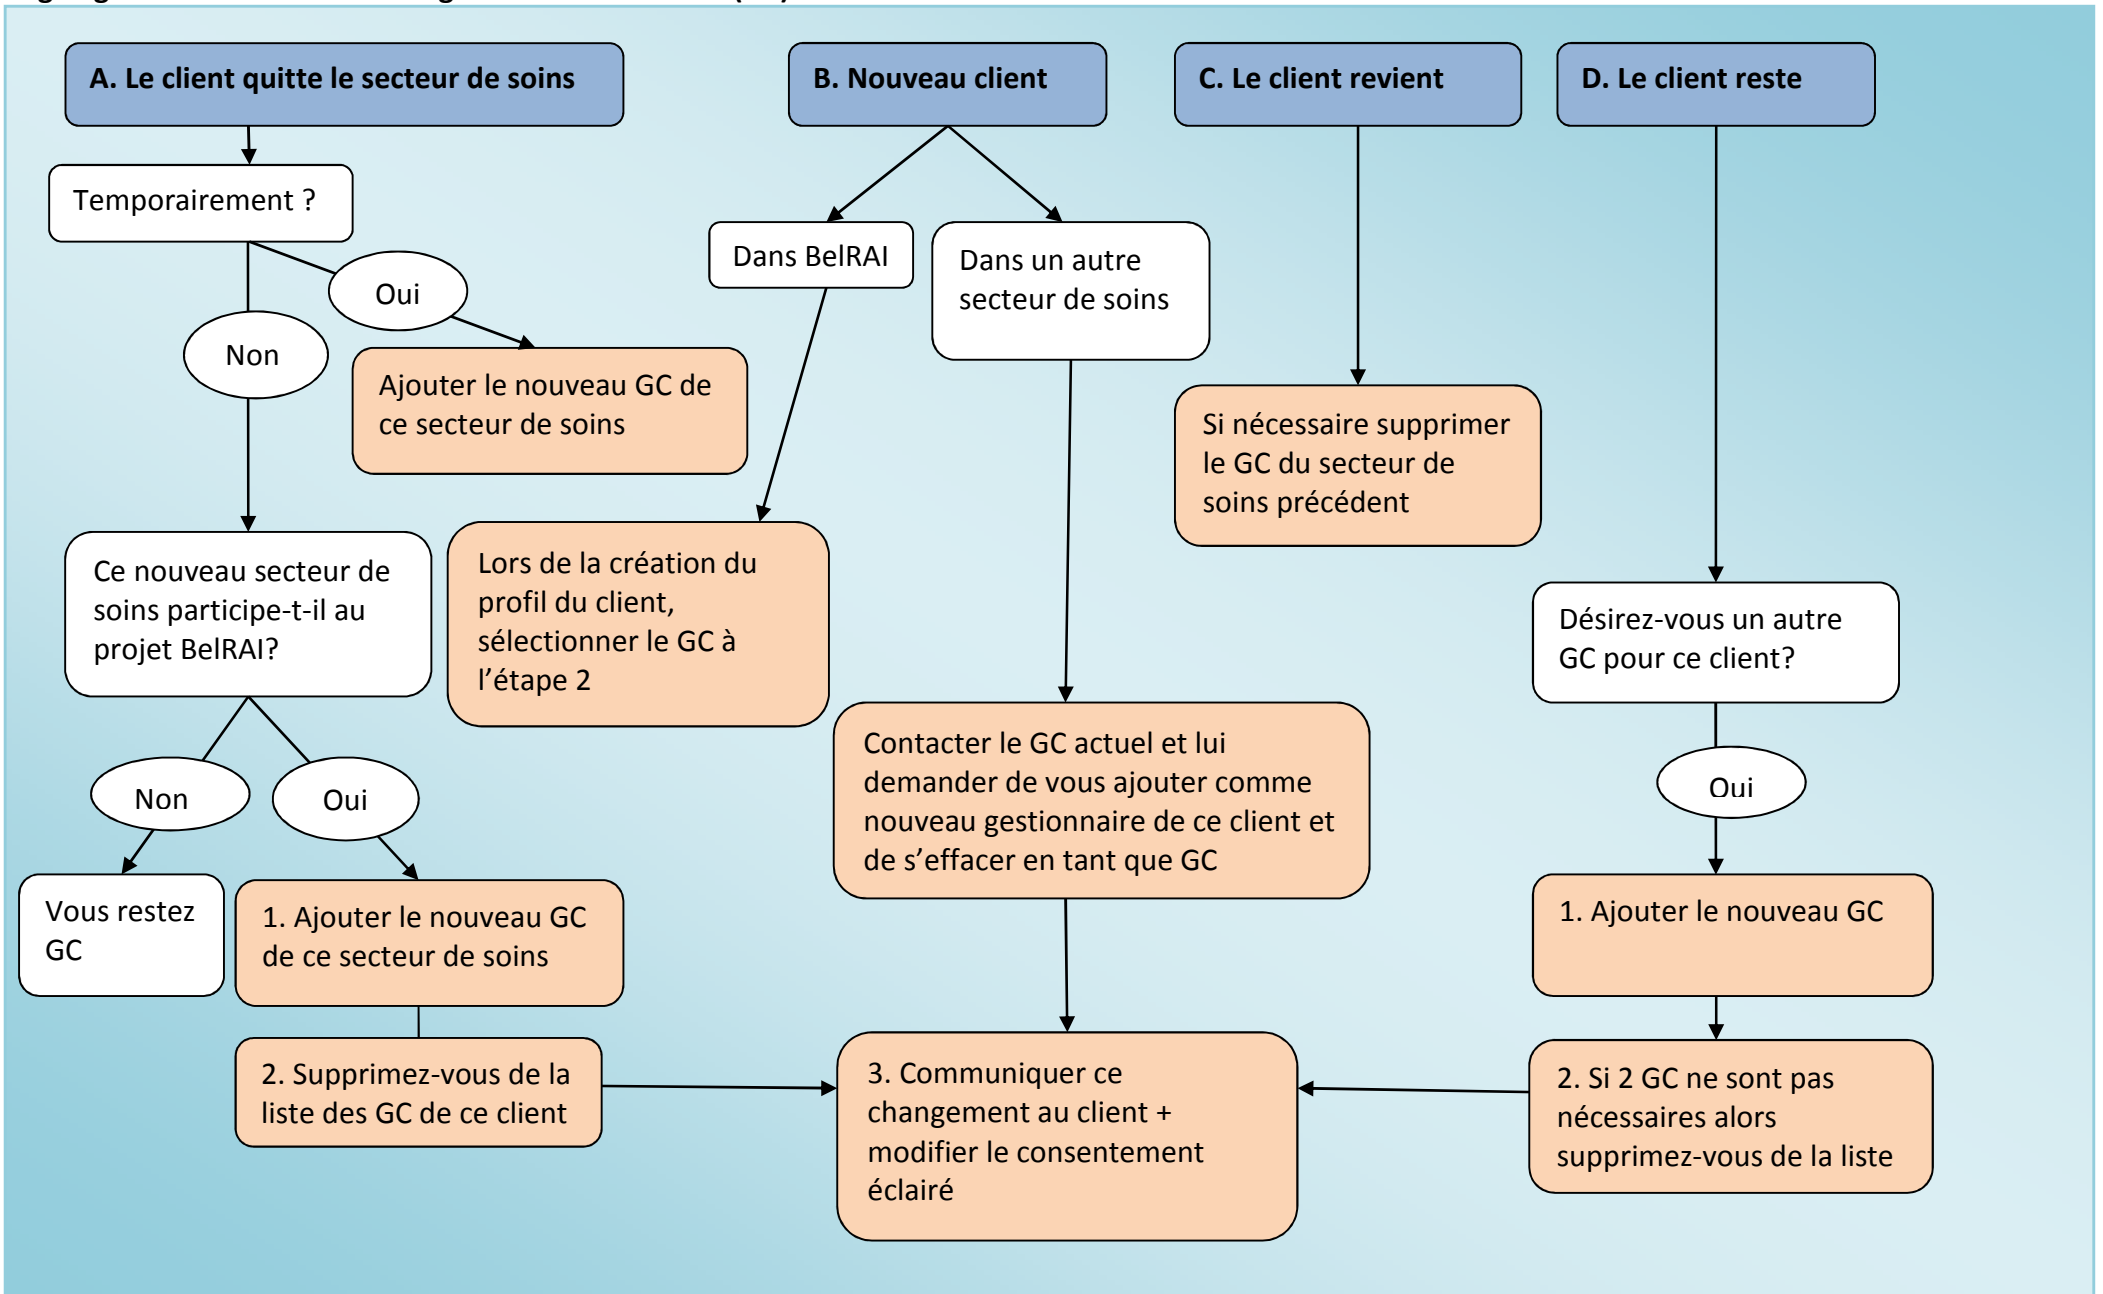 A. Le client quitte le secteur de soins
B. Nouveau client
C. Le client revient
D. Le client reste
Temporairement ?
Oui
Non
Ajouter le nouveau GC de
ce secteur de soins
Ce nouveau secteur de
soins participe-t-il au
projet BelRAI?
Non
Oui
Vous restez
GC
1. Ajouter le nouveau GC
de ce secteur de soins
2. Supprimez-vous de la
liste des GC de ce client
Dans BelRAI
Dans un autre
secteur de soins
Lors de la création du
profil du client,
sélectionner le GC à
l’étape 2
Contacter le GC actuel et lui
demander de vous ajouter comme
nouveau gestionnaire de ce client et
de s’effacer en tant que GC
3. Communiquer ce
changement au client +
modifier le consentement
éclairé
Si nécessaire supprimer
le GC du secteur de
soins précédent
Désirez-vous un autre
GC pour ce client?
Oui
1. Ajouter le nouveau GC
2. Si 2 GC ne sont pas
nécessaires alors
supprimez-vous de la liste